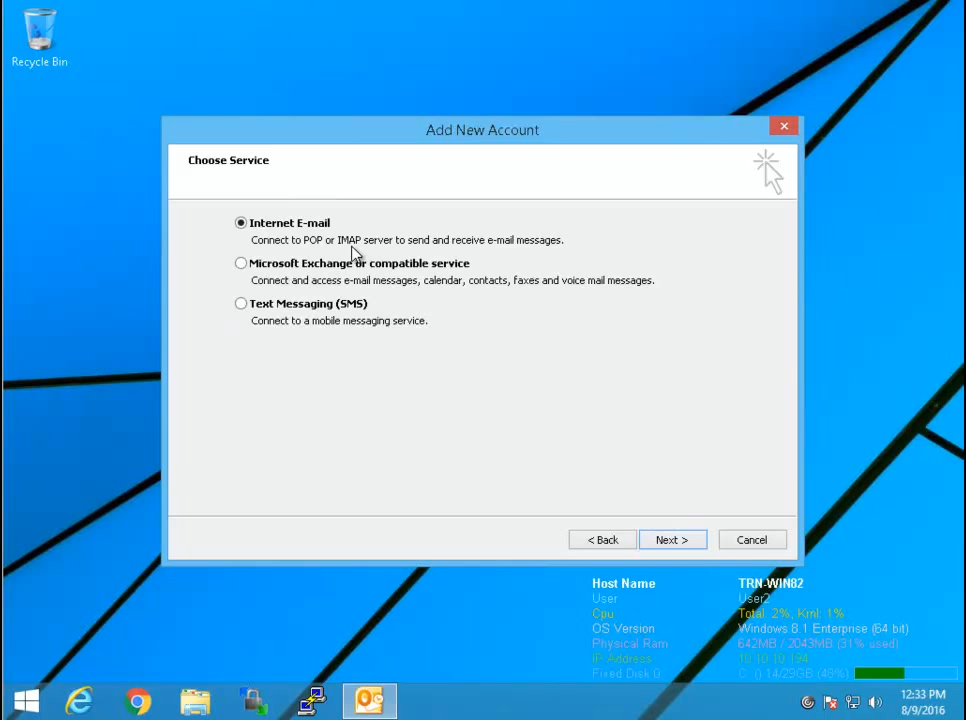 Recycle Bin
Add New Account
Choose Service
Internet E-mail
Connect to POP or IMAP server to send and receive e-mail messages.
Microsoft Exchange or compatible service
Connect and access e-mail messages, calendar, contacts, faxes and voice mail messages.
Text Messaging (SMS)
Connect to a mobile messaging service.
< Back Next > Cancel
Host Name TRN-WIN82
User User2
Cpu Total: 2%, Krnl: 1%
OS Version Windows 8.1 Enterprise (64 bit)
Physical Ram 642MB / 2043MB (31% used)
IP Address 10.10.10.194
Fixed Disk 0 C: () 14/29GB (48%)
12:33 PM
8/9/2016